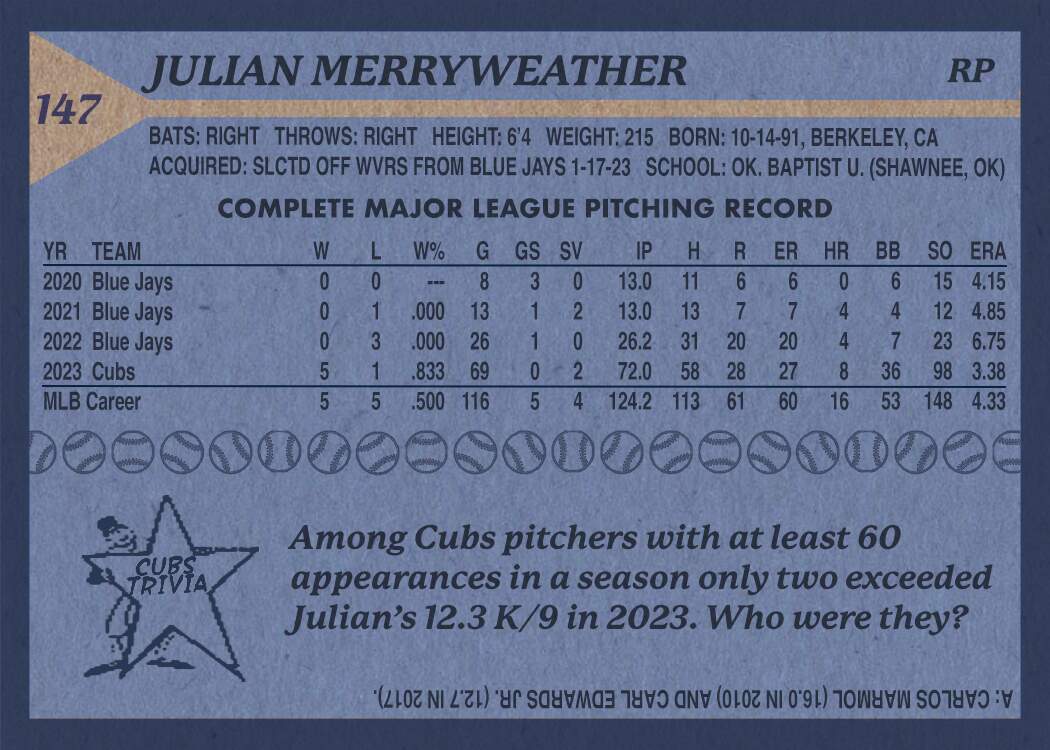 JULIAN MERRYWEATHER RP
147
BATS: RIGHT THROWS: RIGHT HEIGHT: 6'4 WEIGHT: 215 BORN: 10-14-91, BERKELEY, CA
ACQUIRED: SLCTD OFF WVRS FROM BLUE JAYS 1-17-23 SCHOOL: OK. BAPTIST U. (SHAWNEE, OK)
COMPLETE MAJOR LEAGUE PITCHING RECORD
YR TEAM W L W% G GS SV IP H R ER HR BB SO ERA
2020 Blue Jays 0 0 --- 8 3 0 13.0 11 6 6 0 6 15 4.15
2021 Blue Jays 0 1 .000 13 1 2 13.0 13 7 7 4 4 12 4.85
2022 Blue Jays 0 3 .000 26 1 0 26.2 31 20 20 4 7 23 6.75
2023 Cubs 5 1 .833 69 0 2 72.0 58 28 27 8 36 98 3.38
MLB Career 5 5 .500 116 5 4 124.2 113 61 60 16 53 148 4.33
CUBS
TRIVIA
Among Cubs pitchers with at least 60
appearances in a season only two exceeded
Julian's 12.3 K/9 in 2023. Who were they?
A: CARLOS MARMOL (16.0 IN 2010) AND CARL EDWARDS JR. (12.7 IN 2017).